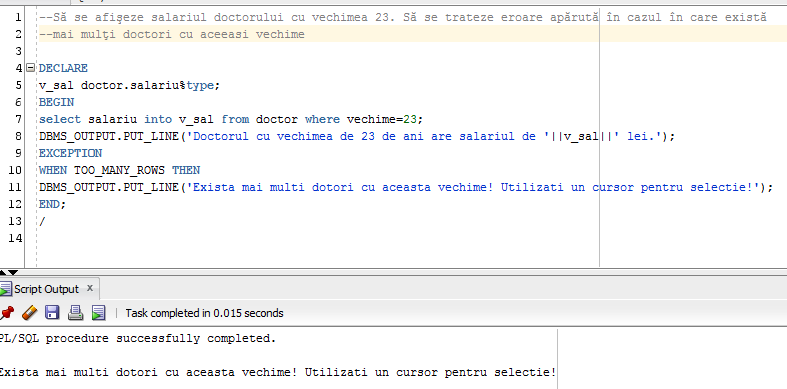 1 --Să se afişeze salariul doctorului cu vechimea 23. Să se trateze eroare apărută în cazul în care există
2 --mai mulţi doctori cu aceeasi vechime
3
4 DECLARE
5 v_sal doctor.salariu%type;
6 BEGIN
7 select salariu into v_sal from doctor where vechime=23;
8 DBMS_OUTPUT.PUT_LINE('Doctorul cu vechimea de 23 de ani are salariul de '||v_sal||' lei.');
9 EXCEPTION
10 WHEN TOO_MANY_ROWS THEN
11 DBMS_OUTPUT.PUT_LINE('Exista mai multi dotori cu aceasta vechime! Utilizati un cursor pentru selectie!');
12 END;
13 /
14
Script Output x
Task completed in 0.015 seconds
PL/SQL procedure successfully completed.
Exista mai multi dotori cu aceasta vechime! Utilizati un cursor pentru selectie!